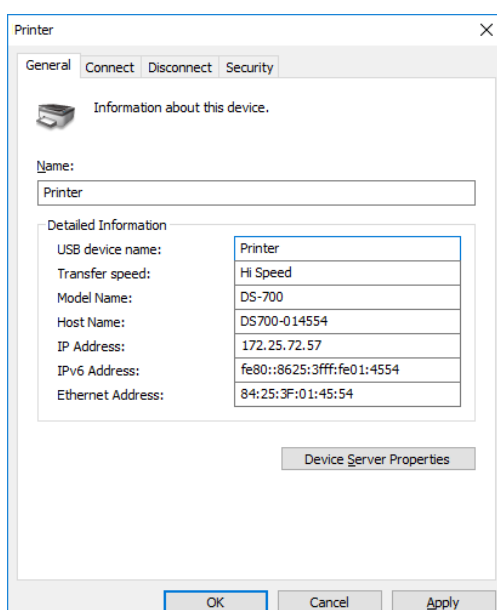 Printer
General Connect Disconnect Security
Information about this device.
Name:
Printer
Detailed Information
USB device name: Printer
Transfer speed: Hi Speed
Model Name: DS-700
Host Name: DS700-014554
IP Address: 172.25.72.57
IPv6 Address: fe80::8625:3fff:fe01:4554
Ethernet Address: 84:25:3F:01:45:54
Device Server Properties
OK Cancel Apply